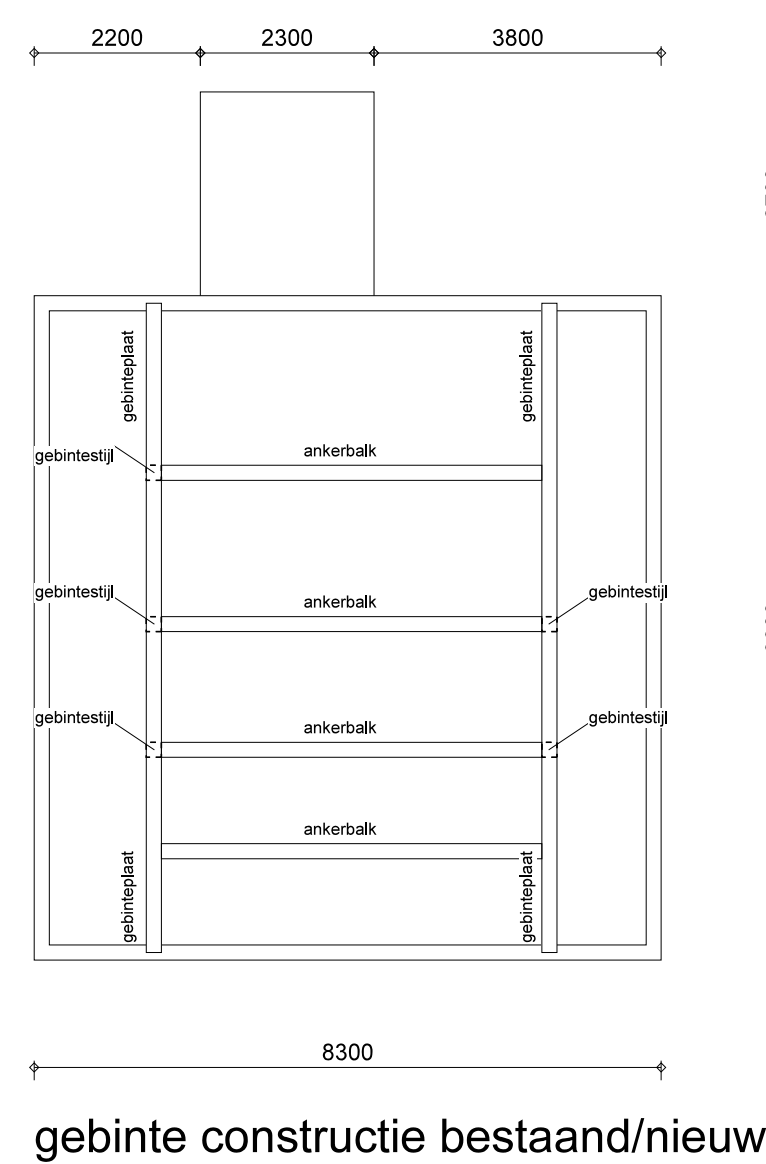 2200 2300 3800
gebinteplaat gebinteplaat
ankerbalk
gebintestijl
gebintestijl ankerbalk gebintestijl
gebintestijl ankerbalk gebintestijl
ankerbalk
gebinteplaat gebinteplaat
8300
gebinte constructie bestaand/nieuw